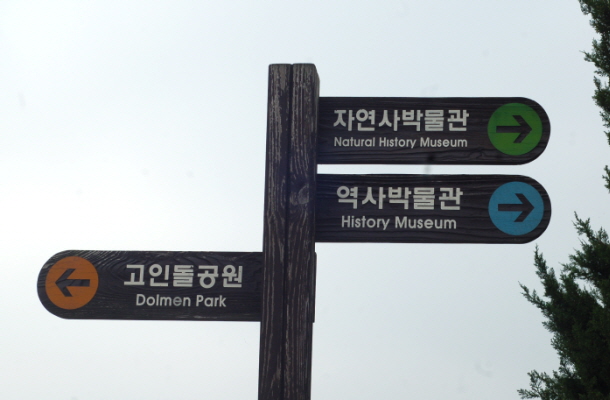 자연사박물관
Natural History Museum
역사박물관
History Museum
고인돌공원
Dolmen Park